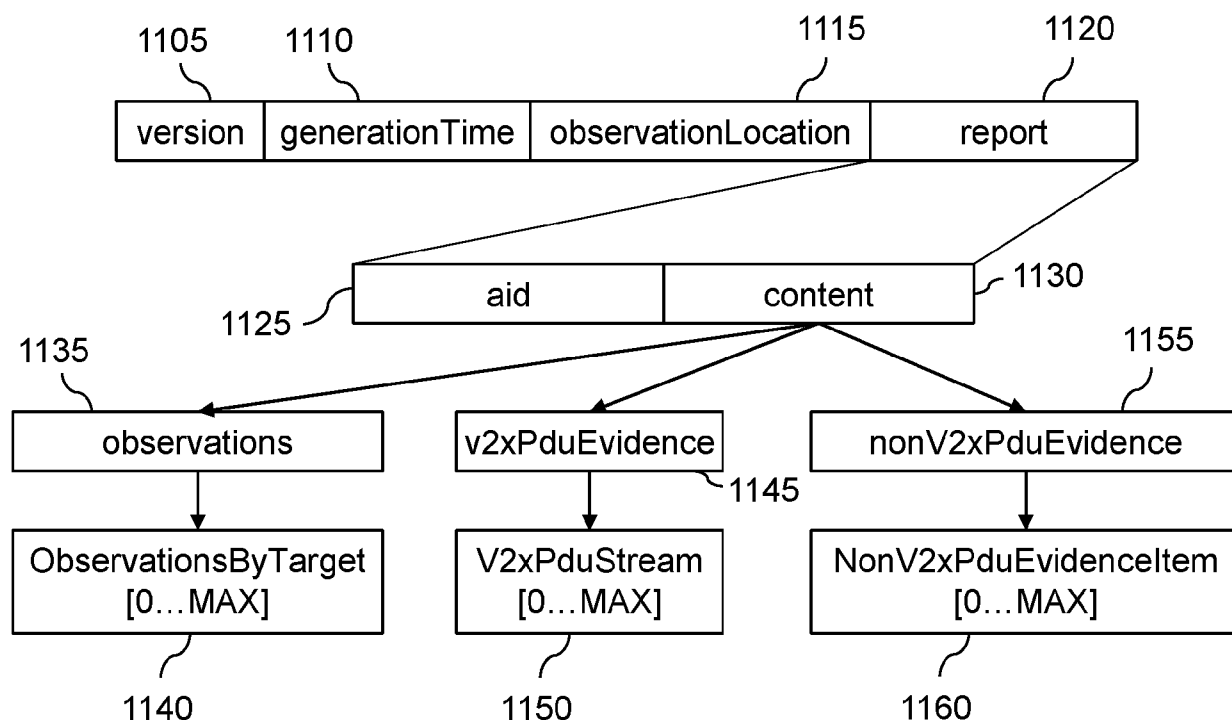 1105 1110 1115 1120
version generationTime observationLocation report
1130
aid content
1125
1135 1155
observations v2xPduEvidence nonV2xPduEvidence
1145
ObservationsByTarget V2xPduStream NonV2xPduEvidenceItem
[0…MAX] [0…MAX] [0…MAX]
1140 1150 1160